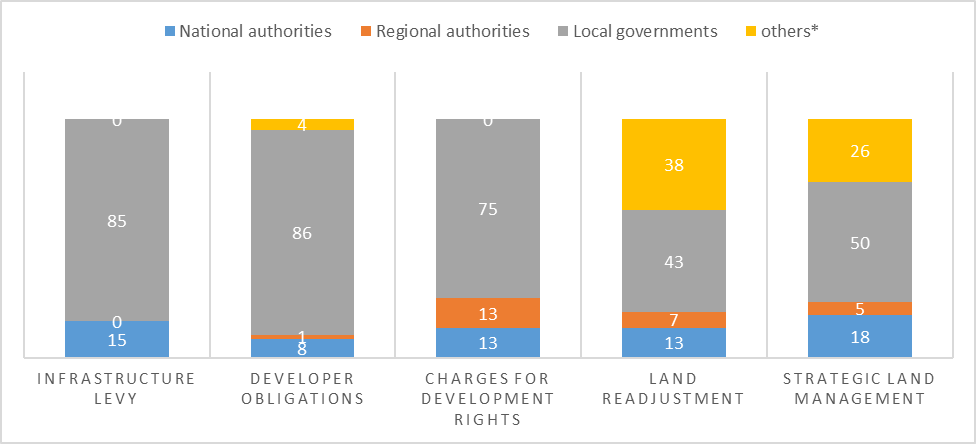 National authorities Regional authorities Local governments others*
0 4 0 38 26
85 86 75 43 50
0 1 13 7 5
15 8 13 13 18
INFRASTRUCTURE LEVY
DEVELOPER OBLIGATIONS
CHARGES FOR DEVELOPMENT RIGHTS
LAND READJUSTMENT
STRATEGIC LAND MANAGEMENT